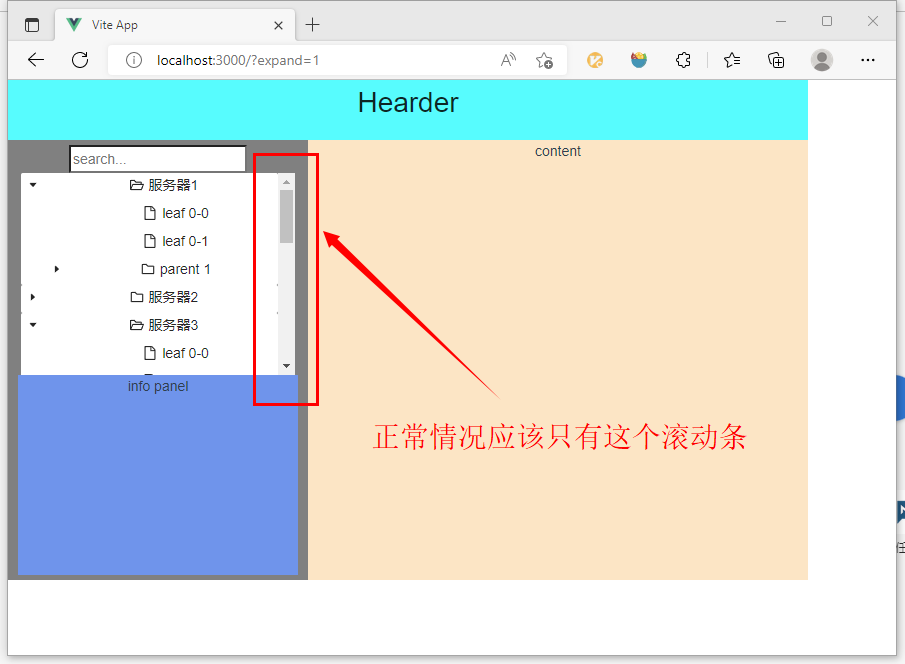 Vite App
localhost:3000/?expand=1
Hearder
search...
content
服务器1
leaf 0-0
leaf 0-1
parent 1
服务器2
服务器3
leaf 0-0
info panel
正常情况应该只有这个滚动条
任